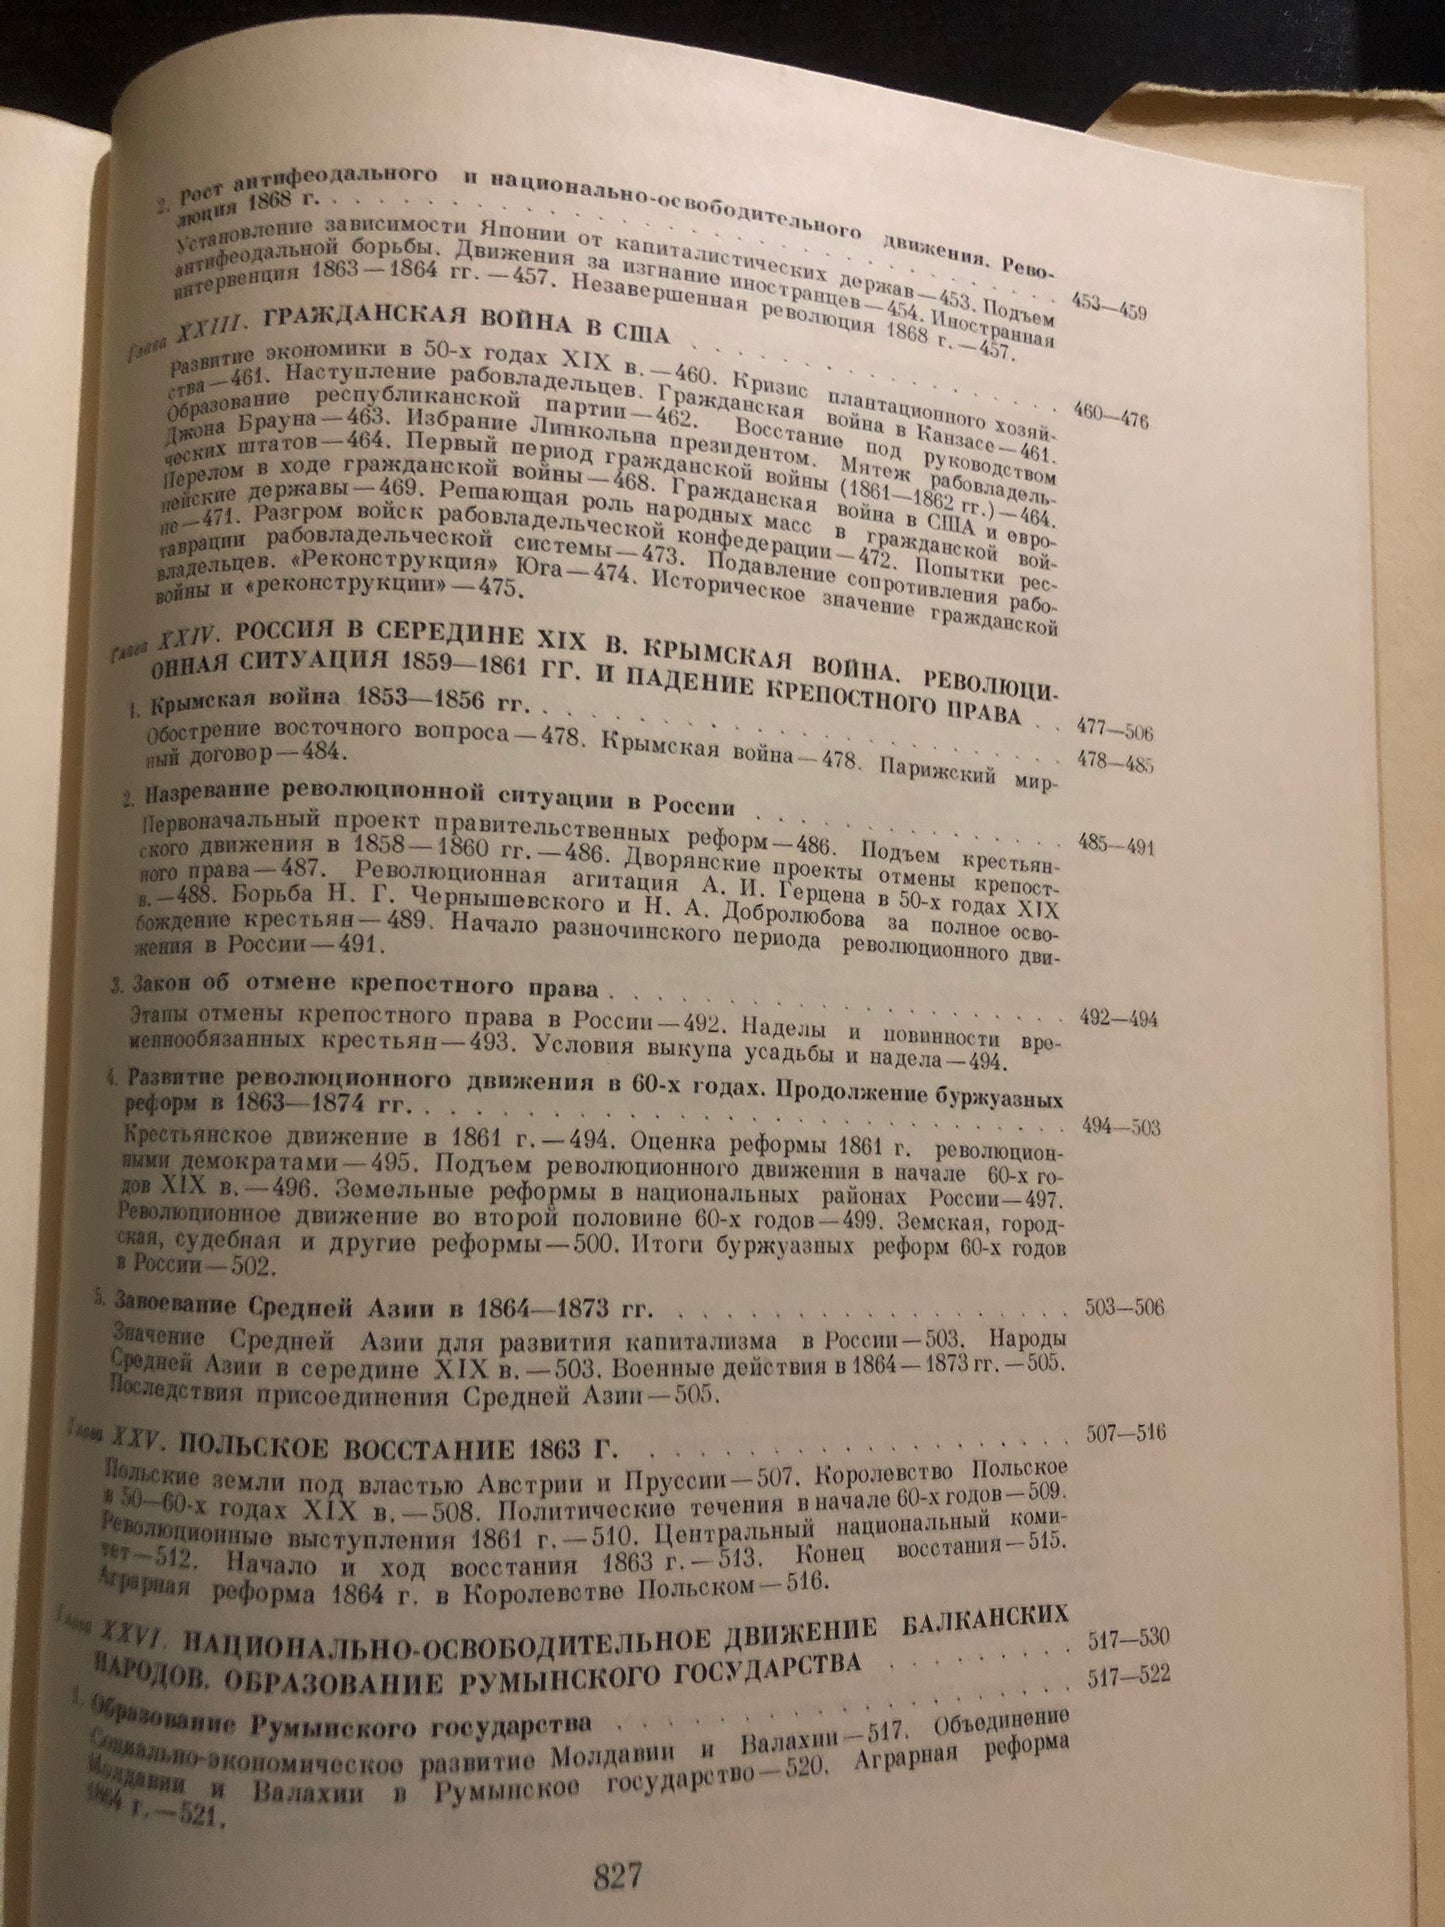 2. Рост антифеодального и национально-освободительного движения. Рево-
люция 1868 г. . . . . . . . . . . . . . . . . . . . 453—459
Установление зависимости Японии от капиталистических держав—453. Подъем
антифеодальной борьбы. Движения за изгнание иностранцев—454. Иностранная
интервенция 1863—1864 гг.—457. Незавершенная революция 1868 г.—457.
Глава XXIII. ГРАЖДАНСКАЯ ВОЙНА В США . . . . . . . . . . . . 460—476
Развитие экономики в 50-х годах XIX в.—460. Кризис плантационного хозяй-
ства—461. Наступление рабовладельцев. Гражданская война в Канзасе—461.
Образование республиканской партии—462. Восстание под руководством
Джона Брауна—463. Избрание Линкольна президентом. Мятеж рабовладель-
ческих штатов—464. Первый период гражданской войны (1861—1862 гг.)—464.
Перелом в ходе гражданской войны—468. Гражданская война в США и евро-
пейские державы—469. Решающая роль народных масс в гражданской вой-
не—471. Разгром войск рабовладельческой конфедерации—472. Попытки рес-
таврации рабовладельческой системы—473. Подавление сопротивления рабо-
владельцев. «Реконструкция» Юга—474. Историческое значение гражданской
войны и «реконструкции»—475.
Глава XXIV. РОССИЯ В СЕРЕДИНЕ XIX В. КРЫМСКАЯ ВОЙНА. РЕВОЛЮЦИ-
ОННАЯ СИТУАЦИЯ 1859—1861 ГГ. И ПАДЕНИЕ КРЕПОСТНОГО ПРАВА . . 477—506
1. Крымская война 1853—1856 гг. . . . . . . . . . . . . . . . 478—485
Обострение восточного вопроса—478. Крымская война—478. Парижский мир-
ный договор—484.
2. Назревание революционной ситуации в России . . . . . . . . . . 485—491
Первоначальный проект правительственных реформ—486. Подъем крестьян-
ского движения в 1858—1860 гг.—486. Дворянские проекты отмены крепост-
ного права—487. Революционная агитация А. И. Герцена в 50-х годах XIX
в.—488. Борьба Н. Г. Чернышевского и Н. А. Добролюбова за полное осво-
бождение крестьян—489. Начало разночинского периода революционного дви-
жения в России—491.
3. Закон об отмене крепостного права . . . . . . . . . . . . . . 492—494
Этапы отмены крепостного права в России—492. Наделы и повинности вре-
меннообязанных крестьян—493. Условия выкупа усадьбы и надела—494.
4. Развитие революционного движения в 60-х годах. Продолжение буржуазных
реформ в 1863—1874 гг. . . . . . . . . . . . . . . . . . . 494—503
Крестьянское движение в 1861 г.—494. Оценка реформы 1861 г. революцион-
ными демократами—495. Подъем революционного движения в начале 60-х го-
дов XIX в.—496. Земельные реформы в национальных районах России—497.
Революционное движение во второй половине 60-х годов—499. Земская, город-
ская, судебная и другие реформы—500. Итоги буржуазных реформ 60-х годов
в России—502.
5. Завоевание Средней Азии в 1864—1873 гг. . . . . . . . . . . . . 503—506
Значение Средней Азии для развития капитализма в России—503. Народы
Средней Азии в середине XIX в.—503. Военные действия в 1864—1873 гг.—505.
Последствия присоединения Средней Азии—505.
Глава XXV. ПОЛЬСКОЕ ВОССТАНИЕ 1863 Г. . . . . . . . . . . . . . 507—516
Польские земли под властью Австрии и Пруссии—507. Королевство Польское
в 50—60-х годах XIX в.—508. Политические течения в начале 60-х годов—509.
Революционные выступления 1861 г.—510. Центральный национальный коми-
тет—512. Начало и ход восстания 1863 г.—513. Конец восстания—515.
Аграрная реформа 1864 г. в Королевстве Польском—516.
Глава XXVI. НАЦИОНАЛЬНО-ОСВОБОДИТЕЛЬНОЕ ДВИЖЕНИЕ БАЛКАНСКИХ
НАРОДОВ. ОБРАЗОВАНИЕ РУМЫНСКОГО ГОСУДАРСТВА . . . . . . . 517—530
1. Образование Румынского государства . . . . . . . . . . . . . 517—522
Социально-экономическое развитие Молдавии и Валахии—517. Объединение
Молдавии и Валахии в Румынское государство—520. Аграрная реформа
1864 г.—521.
827